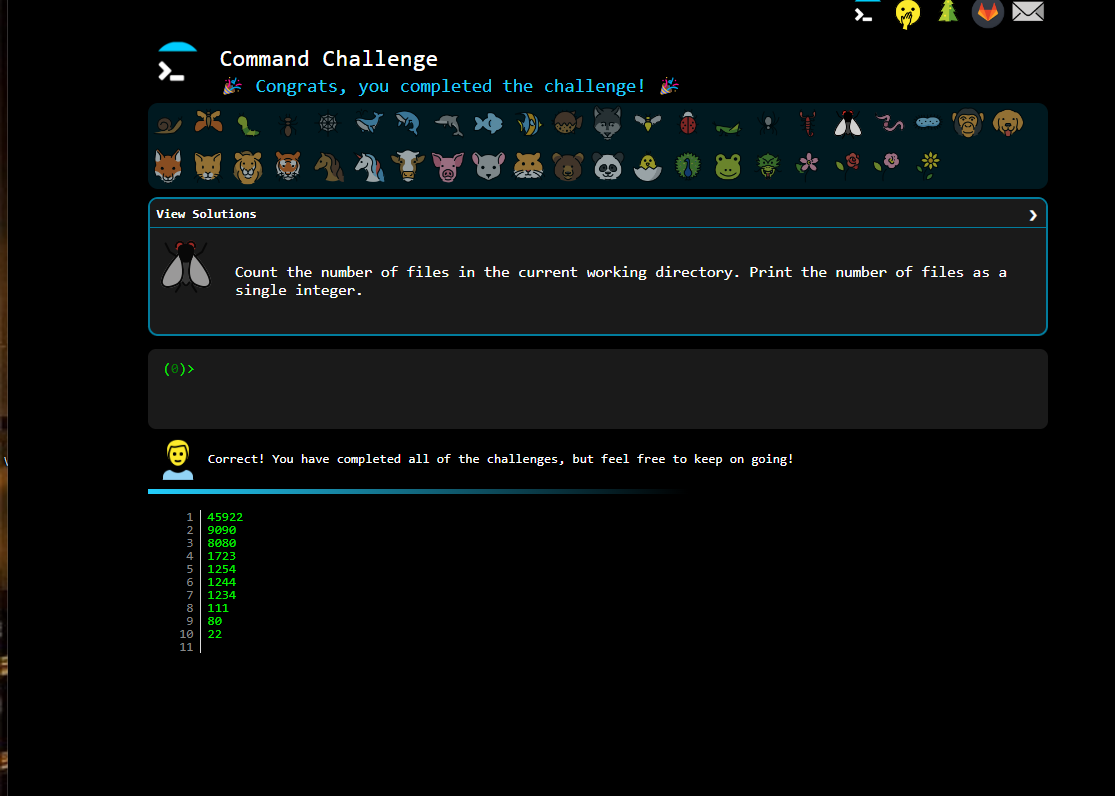 Command Challenge
Congrats, you completed the challenge!
View Solutions
Count the number of files in the current working directory. Print the number of files as a
single integer.
(0)>
Correct! You have completed all of the challenges, but feel free to keep on going!
1 45922
2 9090
3 8080
4 1723
5 1254
6 1244
7 1234
8 111
9 80
10 22
11